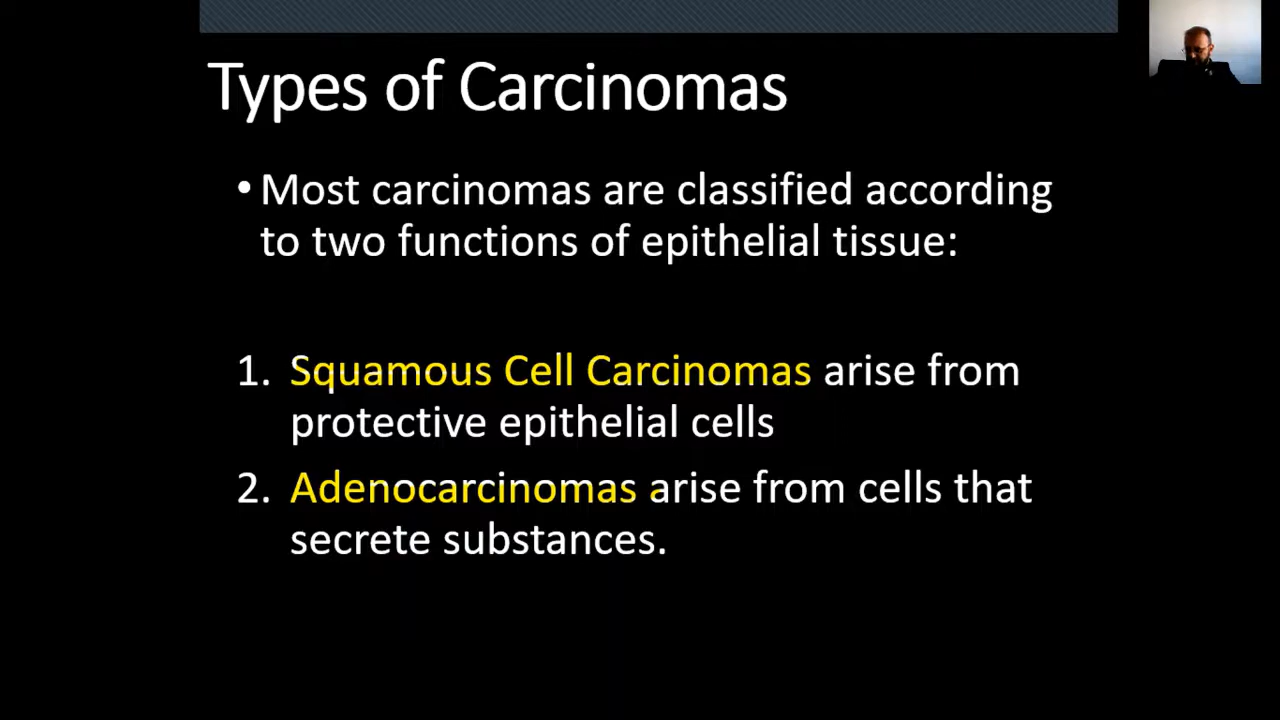 Types of Carcinomas
• Most carcinomas are classified according
to two functions of epithelial tissue:
1. Squamous Cell Carcinomas arise from
protective epithelial cells
2. Adenocarcinomas arise from cells that
secrete substances.